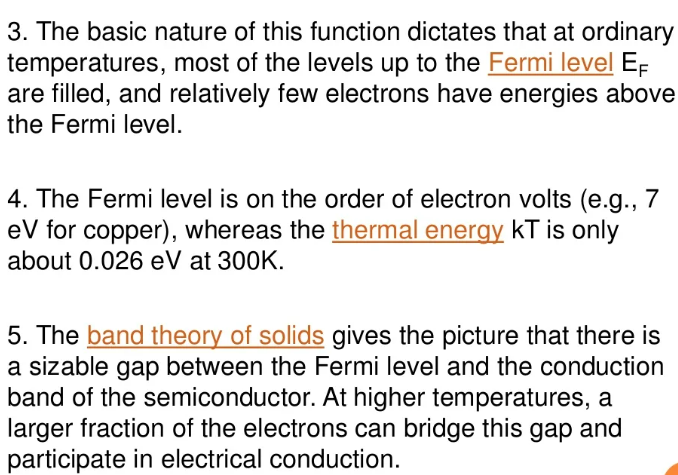 3. The basic nature of this function dictates that at ordinary
temperatures, most of the levels up to the Fermi level EF
are filled, and relatively few electrons have energies above
the Fermi level.
4. The Fermi level is on the order of electron volts (e.g., 7
eV for copper), whereas the thermal energy kT is only
about 0.026 eV at 300K.
5. The band theory of solids gives the picture that there is
a sizable gap between the Fermi level and the conduction
band of the semiconductor. At higher temperatures, a
larger fraction of the electrons can bridge this gap and
participate in electrical conduction.